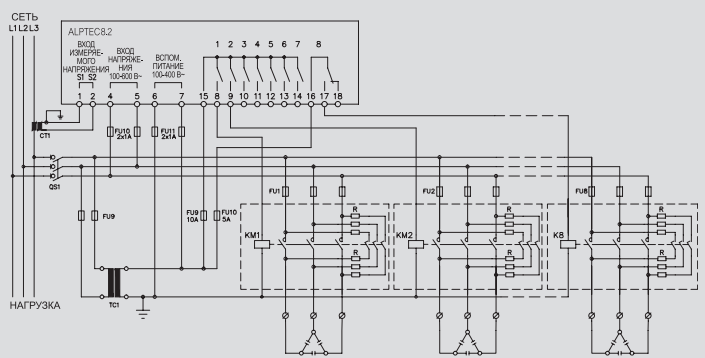 СЕТЬ
L1 L2 L3
ALPTEC8.2
ВХОД
ИЗМЕРЯЕ-
МОГО
НАПРЯЖЕНИЯ
S1 S2
ВХОД
НАПРЯЖЕ-
НИЯ
100-600 В~
ВСПОМ.
ПИТАНИЕ
100-400 В~
1 2 3 4 5 6 7 8
1 2 4 5 6 7 15 8 9 10 11 12 13 14 16 17 18
CT1
FU10
2x1A
FU11
2x1A
QS1
FU9
FU9
10A
FU10
5A
FU1
FU2
FU8
R
R
R
KM1
KM2
K8
R
R
R
TC1
НАГРУЗКА